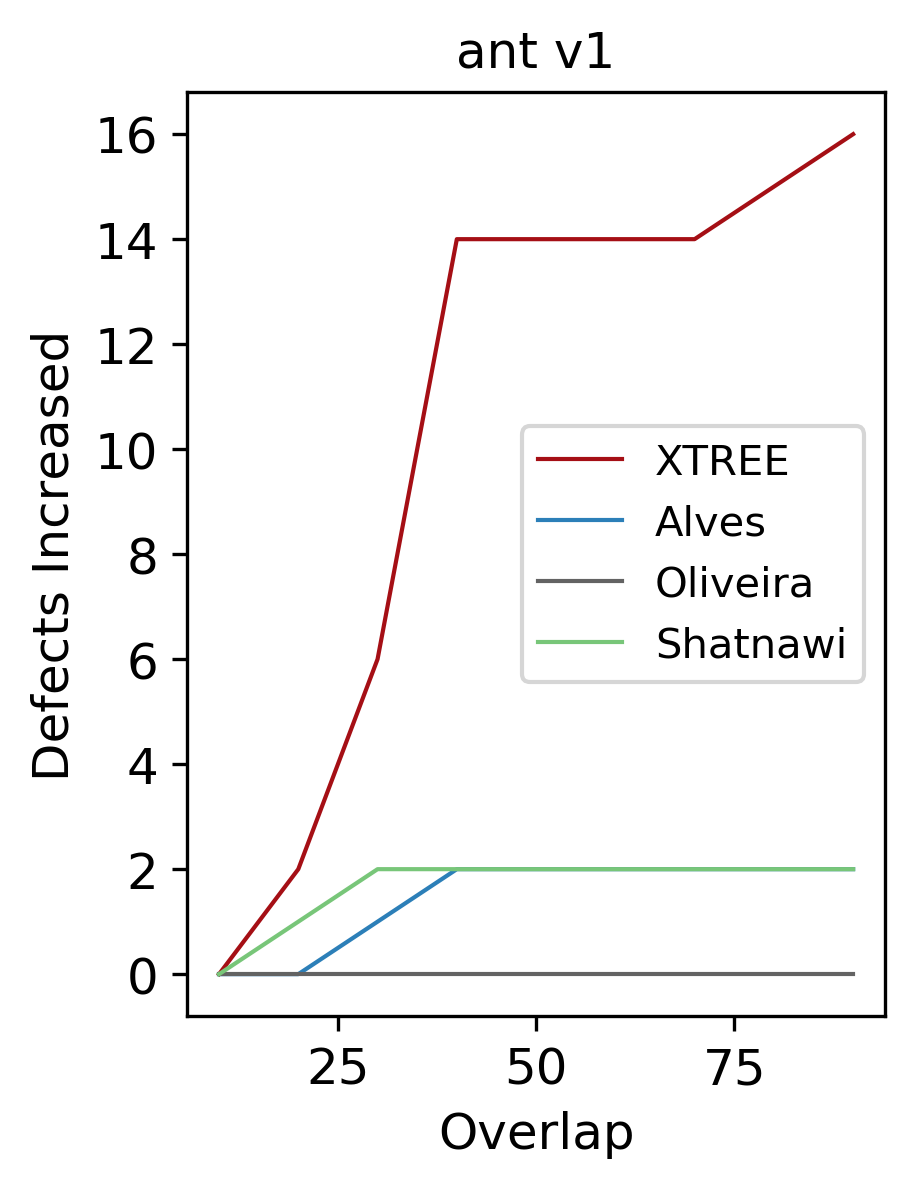 ant v1
Defects Increased
16
14
12
10
8
6
4
2
0
XTREE
Alves
Oliveira
Shatnawi
25 50 75
Overlap